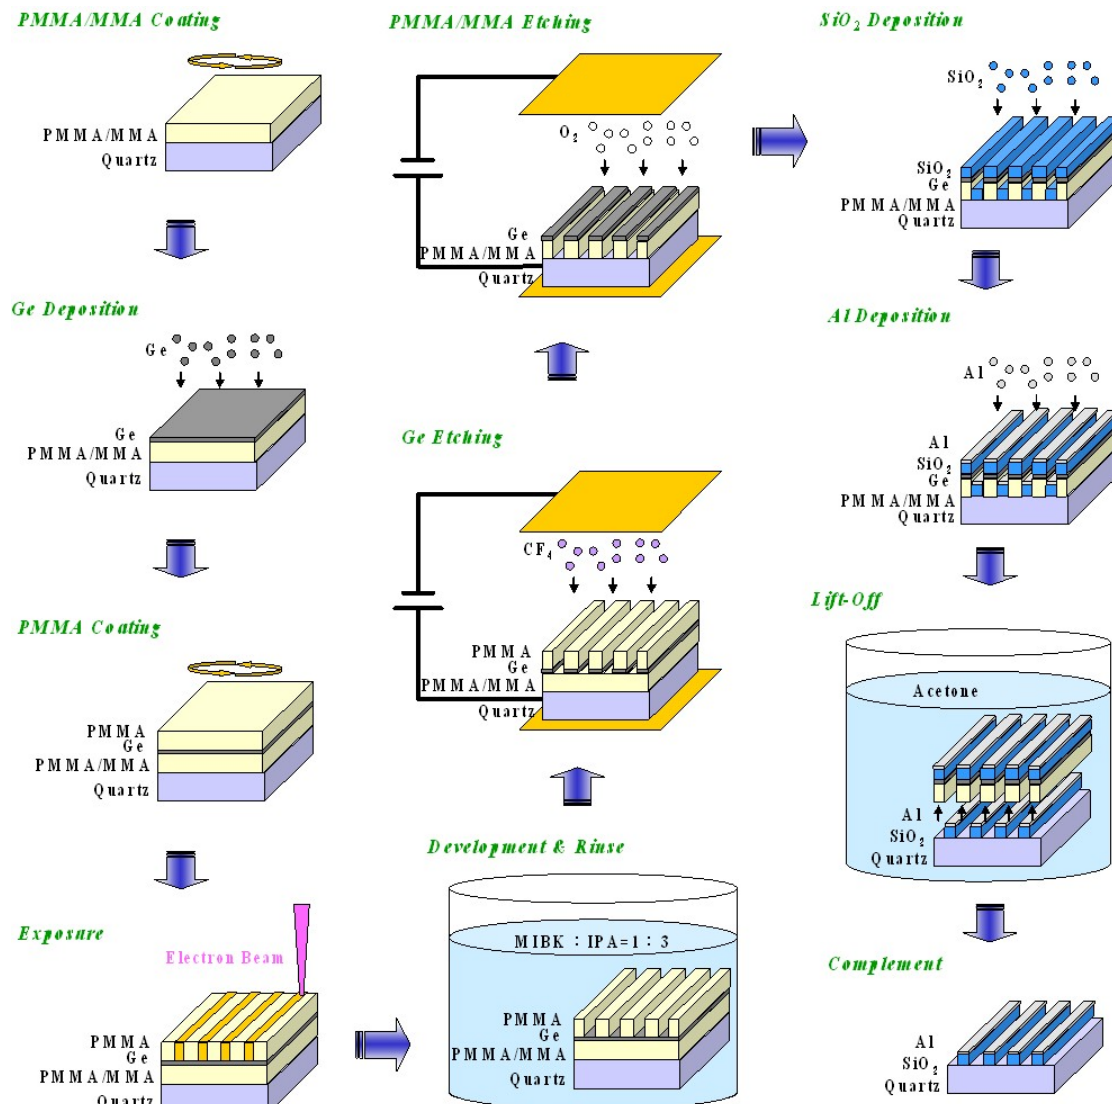 PMMA/MMA Coating
PMMA/MMA
Quartz
Ge Deposition
Ge
Ge
PMMA/MMA
Quartz
PMMA Coating
PMMA
Ge
PMMA/MMA
Quartz
Exposure
Electron Beam
PMMA
Ge
PMMA/MMA
Quartz
Development & Rinse
MIBK : IPA=1 : 3
PMMA
Ge
PMMA/MMA
Quartz
Ge Etching
CF4
PMMA
Ge
PMMA/MMA
Quartz
PMMA/MMA Etching
O2
Ge
PMMA/MMA
Quartz
SiO2 Deposition
SiO2
SiO2
Ge
PMMA/MMA
Quartz
Al Deposition
Al
Al
SiO2
Ge
PMMA/MMA
Quartz
Lift-Off
Acetone
Al
SiO2
Quartz
Complement
Al
SiO2
Quartz